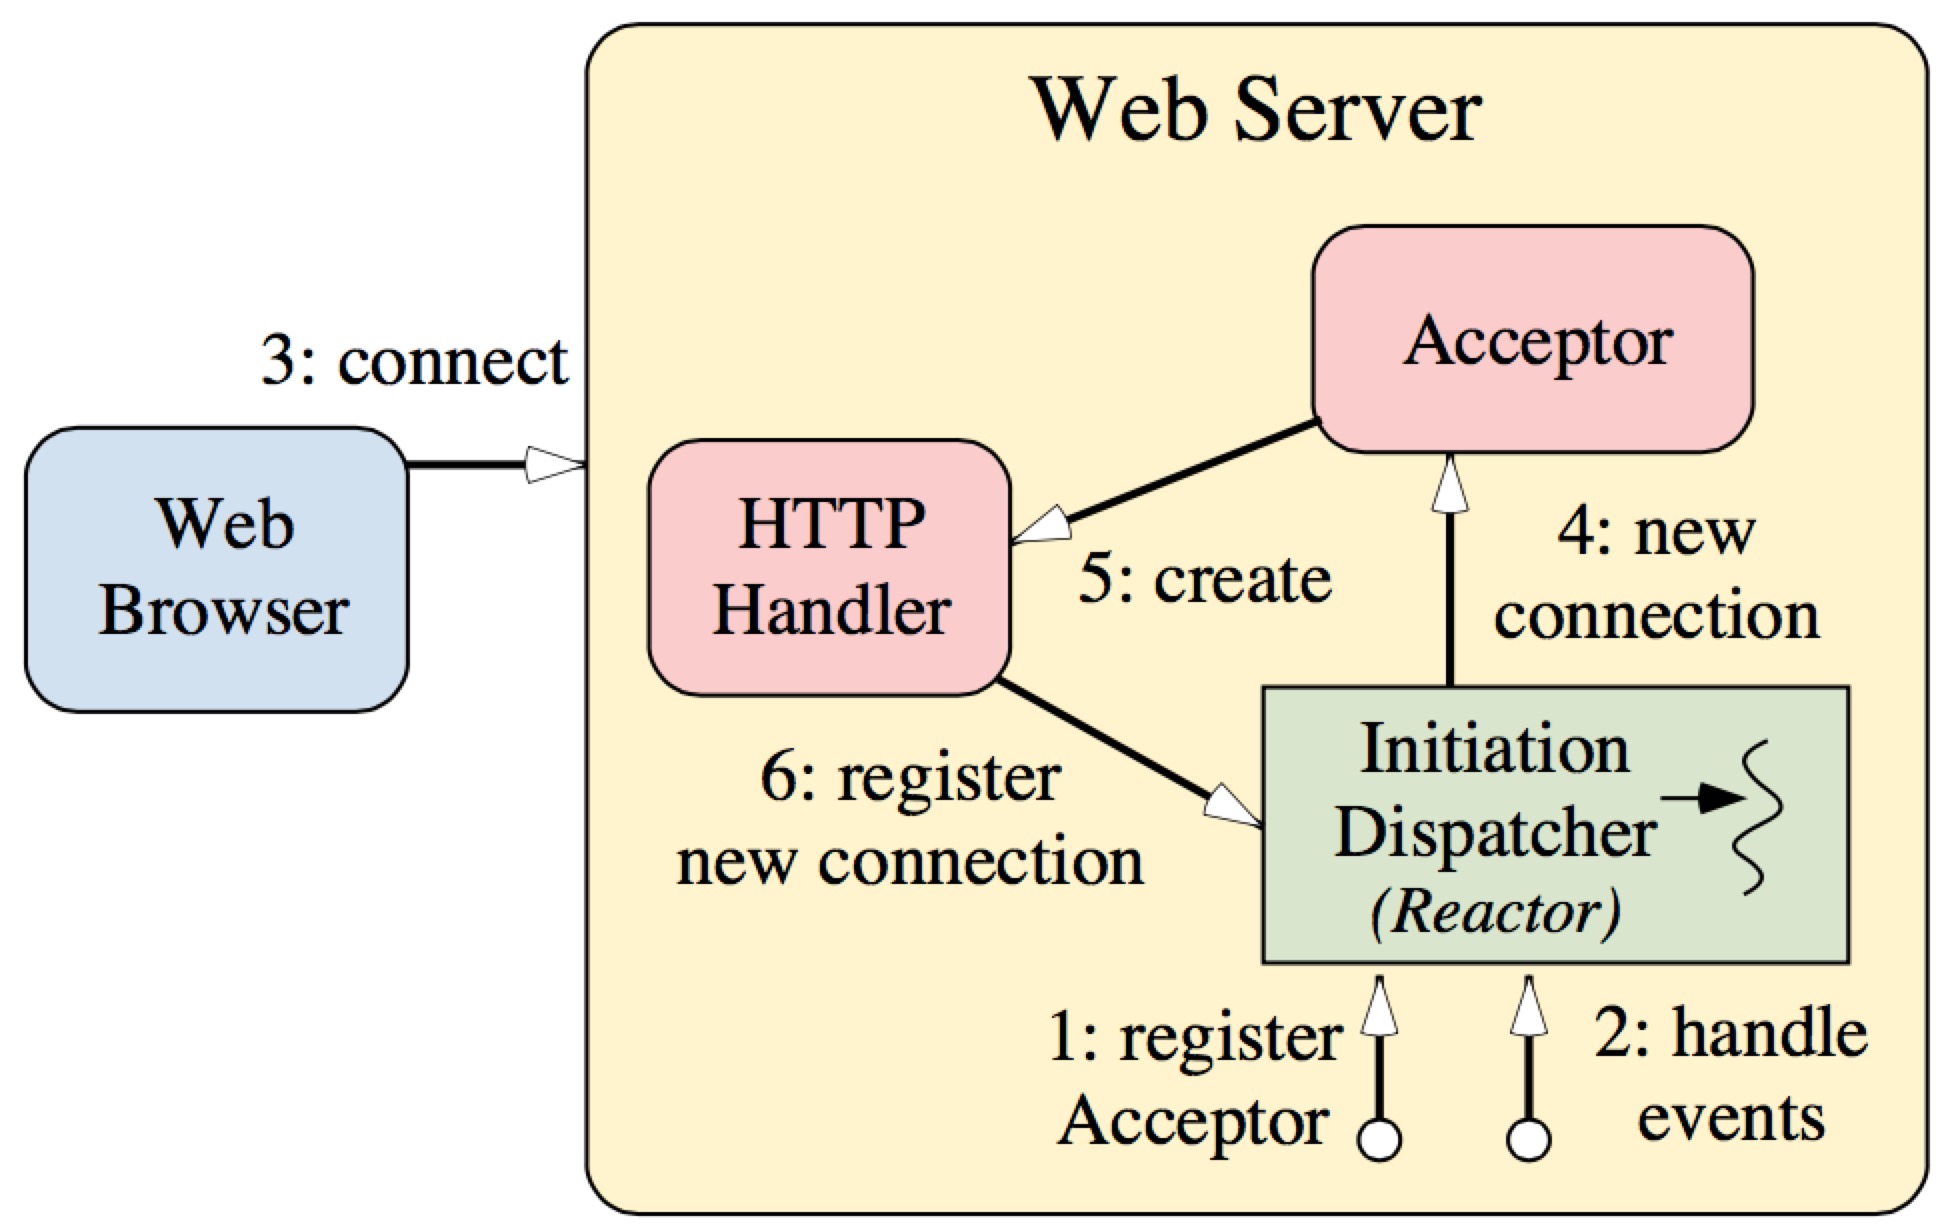 Web Server
Acceptor
3: connect
Web
Browser
HTTP
Handler
5: create
4: new
connection
6: register
new connection
Initiation
Dispatcher
(Reactor)
1: register
Acceptor
2: handle
events